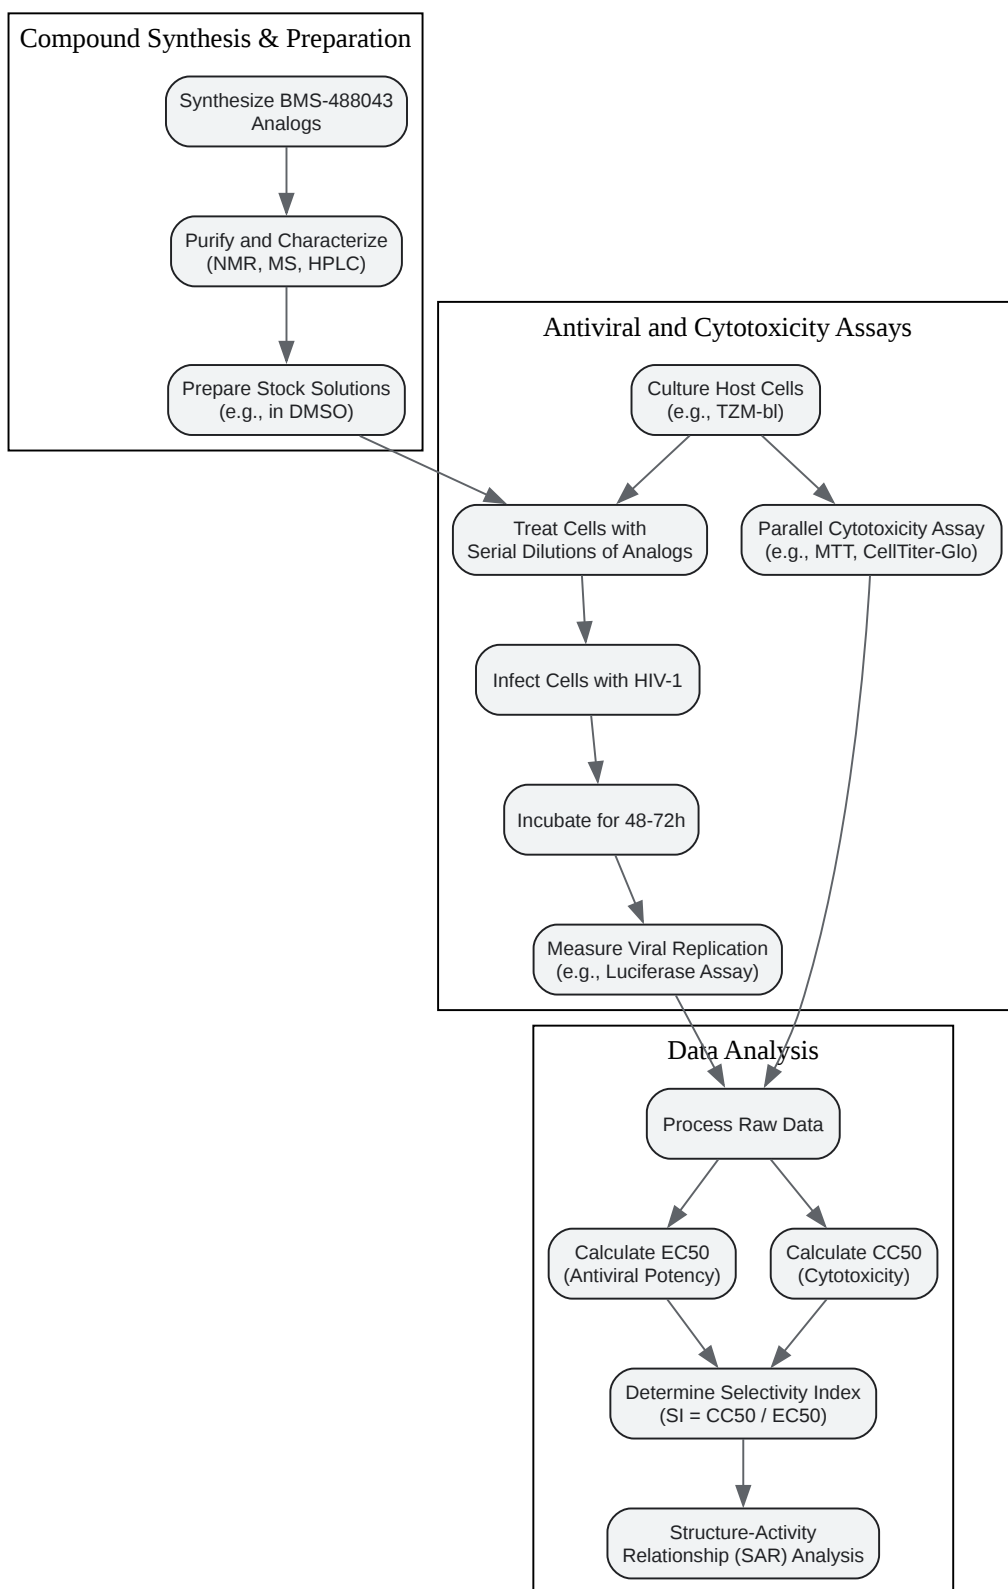 Compound Synthesis & Preparation
Synthesize BMS-488043
Analogs
Purify and Characterize
(NMR, MS, HPLC)
Prepare Stock Solutions
(e.g., in DMSO)
Antiviral and Cytotoxicity Assays
Culture Host Cells
(e.g., TZM-bl)
Treat Cells with
Serial Dilutions of Analogs
Parallel Cytotoxicity Assay
(e.g., MTT, CellTiter-Glo)
Infect Cells with HIV-1
Incubate for 48-72h
Measure Viral Replication
(e.g., Luciferase Assay)
Data Analysis
Process Raw Data
Calculate EC50
(Antiviral Potency)
Calculate CC50
(Cytotoxicity)
Determine Selectivity Index
(SI = CC50 / EC50)
Structure-Activity
Relationship (SAR) Analysis